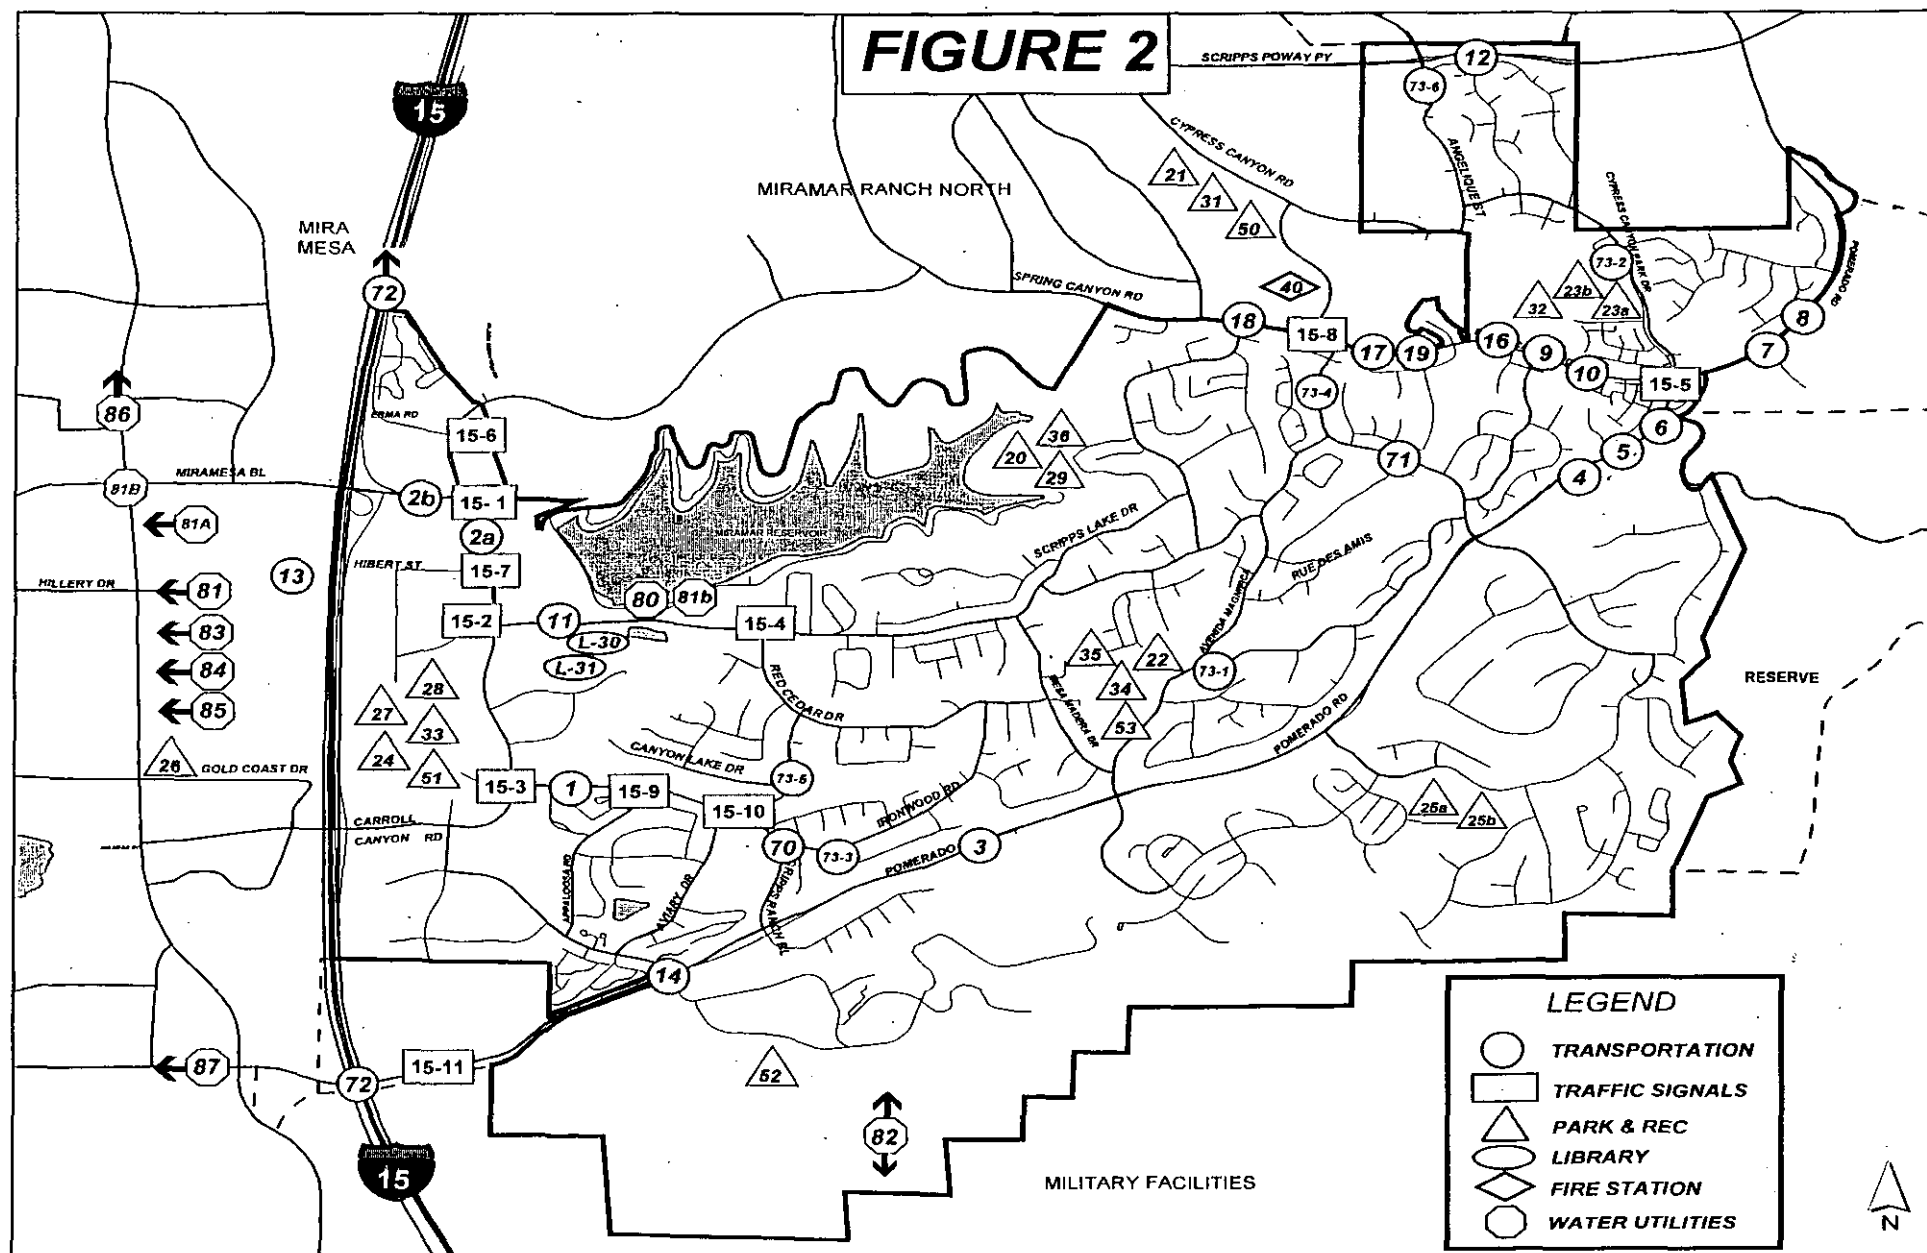 FIGURE 2
SCRIPPS POWAY PY
12
73-6
15
CYPRESS CANYON RD
ANGELIQUE ST
21
31
50
MIRAMAR RANCH NORTH
CYPRESS CANYON PARK DR
MIRA
MESA
POMERADO RD
73-2
23b
23a
32
SPRING CANYON RD
40
72
18
15-8
17
19
16
9
10
8
7
15-5
73-4
86
ERMA RD
15-6
36
20
29
71
6
5
4
MIRAMESA BL
81B
2b
15-1
81A
2a
MIRAMAR RESERVOIR
SCRIPPS LAKE DR
HIBERT ST
15-7
13
HILLERY DR
81
RUE DES AMIS
80
81b
AVENIDA MAGNIFICA
15-2
11
15-4
83
L-30
L-31
84
35
22
73-1
34
28
RED CEDAR DR
MESA MADERA DR
RESERVE
27
85
33
53
POMERADO RD
24
51
26
GOLD COAST DR
CANYON LAKE DR
73-5
15-3
1
15-9
15-10
IRONWOOD RD
25a
25b
CARROLL
CANYON RD
70
73-3
POMERADO
3
APPALOOSA RD
AVIARY DR
SCRIPPS RANCH BL
14
87
72
15-11
52
82
15
MILITARY FACILITIES
LEGEND
TRANSPORTATION
TRAFFIC SIGNALS
PARK & REC
LIBRARY
FIRE STATION
WATER UTILITIES
N